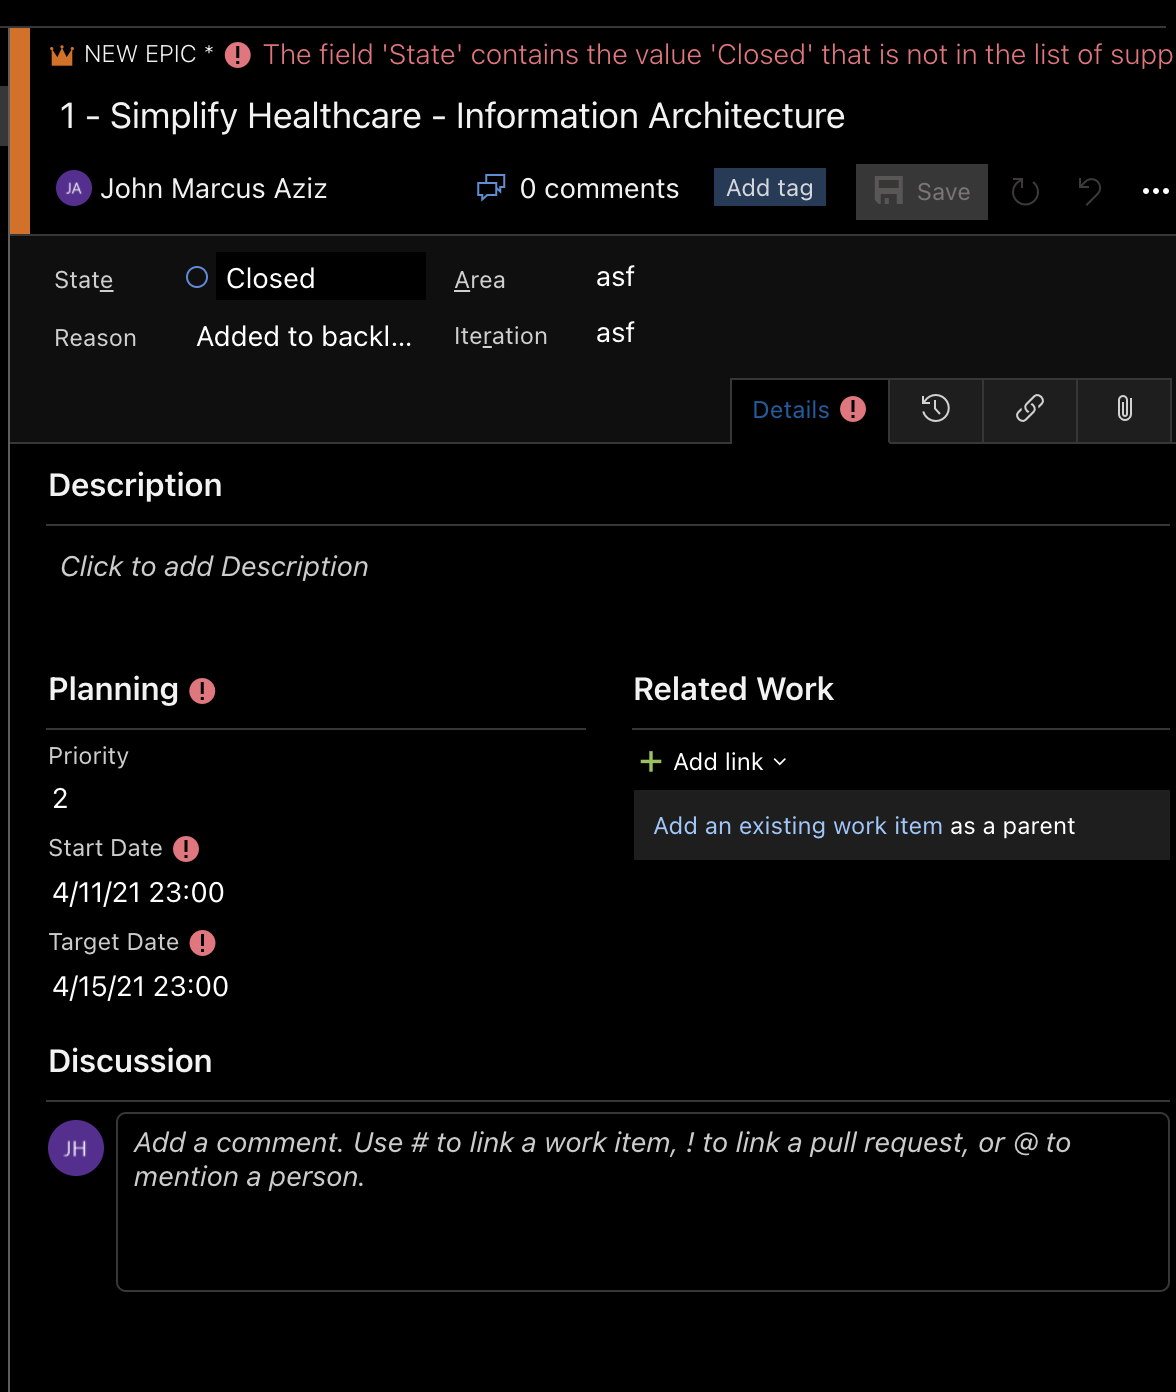 NEW EPIC * The field 'State' contains the value 'Closed' that is not in the list of supp
1 - Simplify Healthcare - Information Architecture
JA John Marcus Aziz 0 comments Add tag Save
State Closed Area asf
Reason Added to backl... Iteration asf
Details
Description
Click to add Description
Planning
Related Work
Priority
2
Start Date
4/11/21 23:00
Target Date
4/15/21 23:00
Add link
Add an existing work item as a parent
Discussion
JH
Add a comment. Use # to link a work item, ! to link a pull request, or @ to
mention a person.